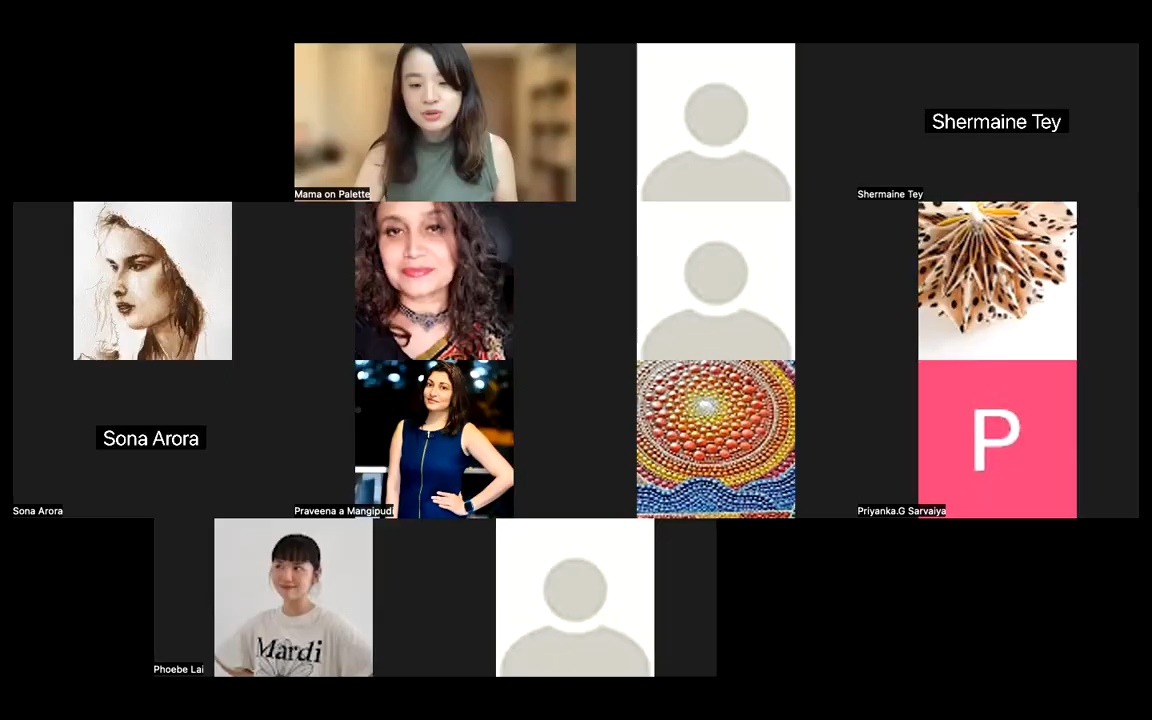 Mama on Palette
Shermaine Tey
Shermaine Tey
Sona Arora
Sona Arora
Praveena a Mangipudi
P
Priyanka.G Sarvaiya
Mardi
Phoebe Lai